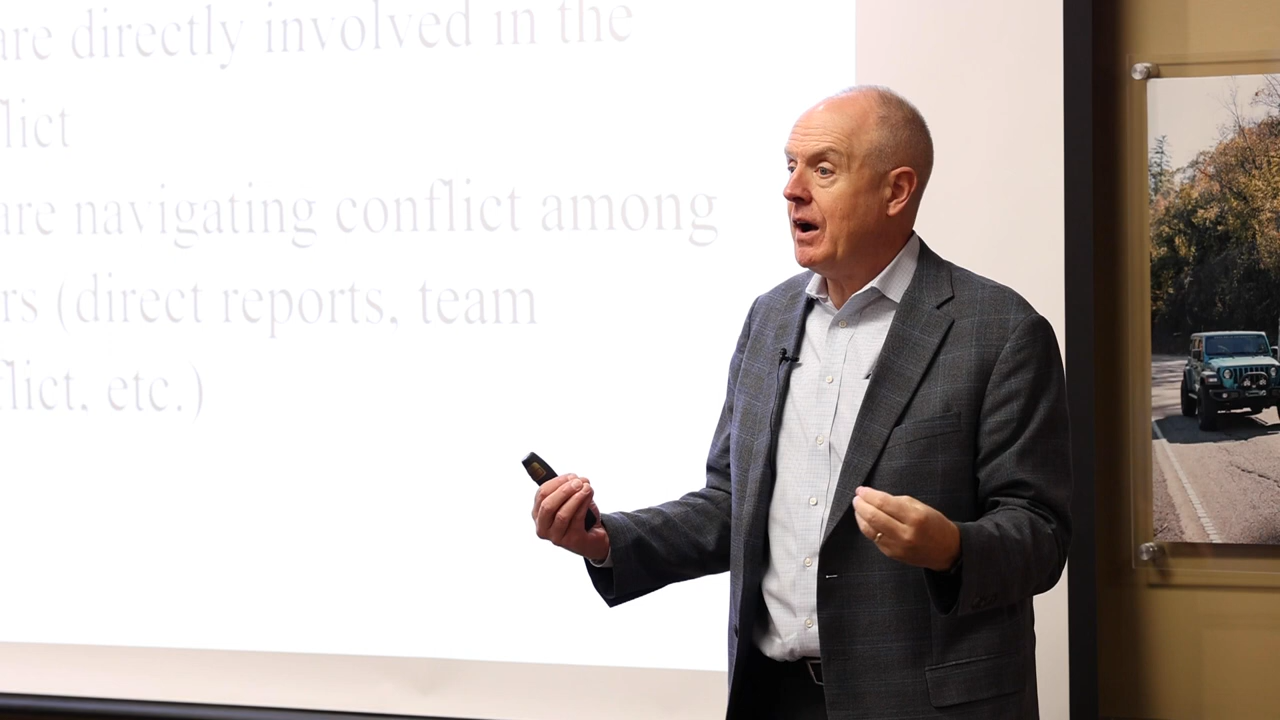 are directly involved in the
flict
are navigating conflict among
rs (direct reports, team
flict, etc.)